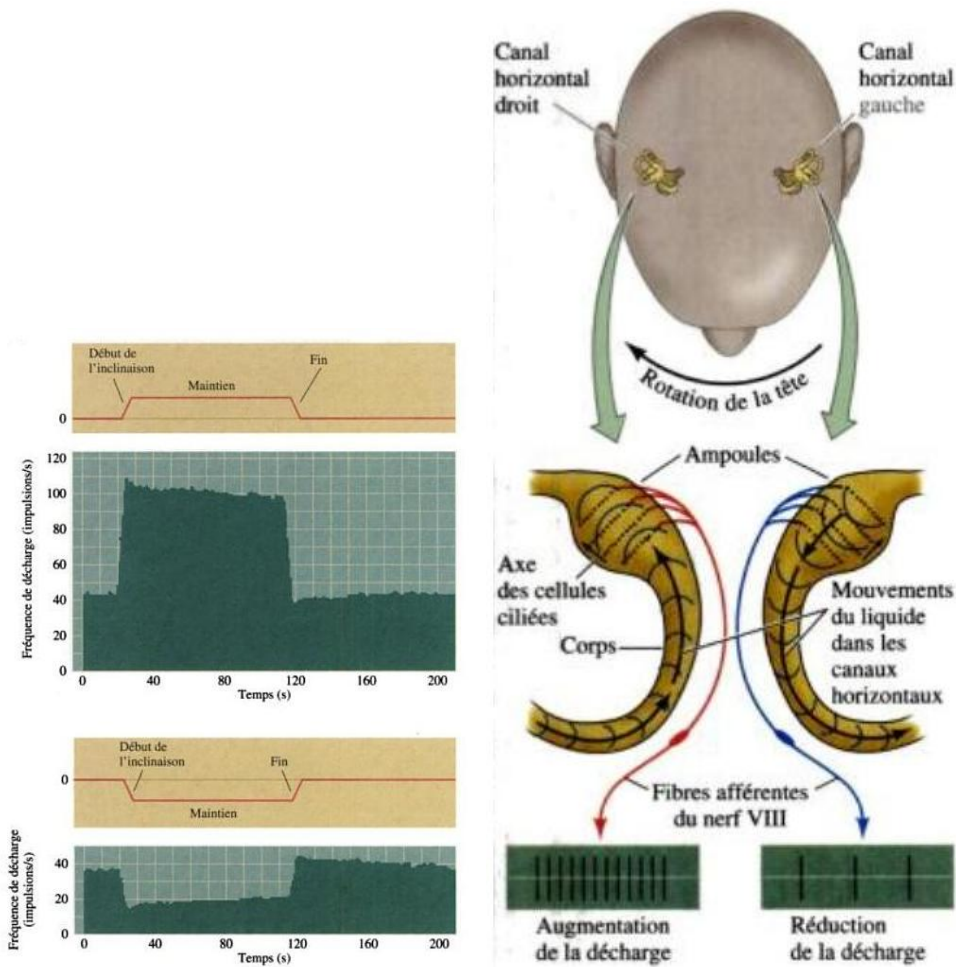 Début de
l'inclinaison
Fin
Maintien
0
Fréquence de décharge (impulsions/s)
120
100
80
60
40
20
0
0
40
80
120
160
200
Temps (s)
Début de
l'inclinaison
Fin
0
Maintien
Fréquence de décharge
(impulsions/s)
40
20
0
0
40
80
120
160
200
Temps (s)
Canal
horizontal
droit
Canal
horizontal
gauche
Rotation de la tête
Ampoules
Axe
des cellules
ciliées
Corps
Mouvements
du liquide
dans les
canaux
horizontaux
Fibres afférentes
du nerf VIII
Augmentation
de la décharge
Réduction
de la décharge